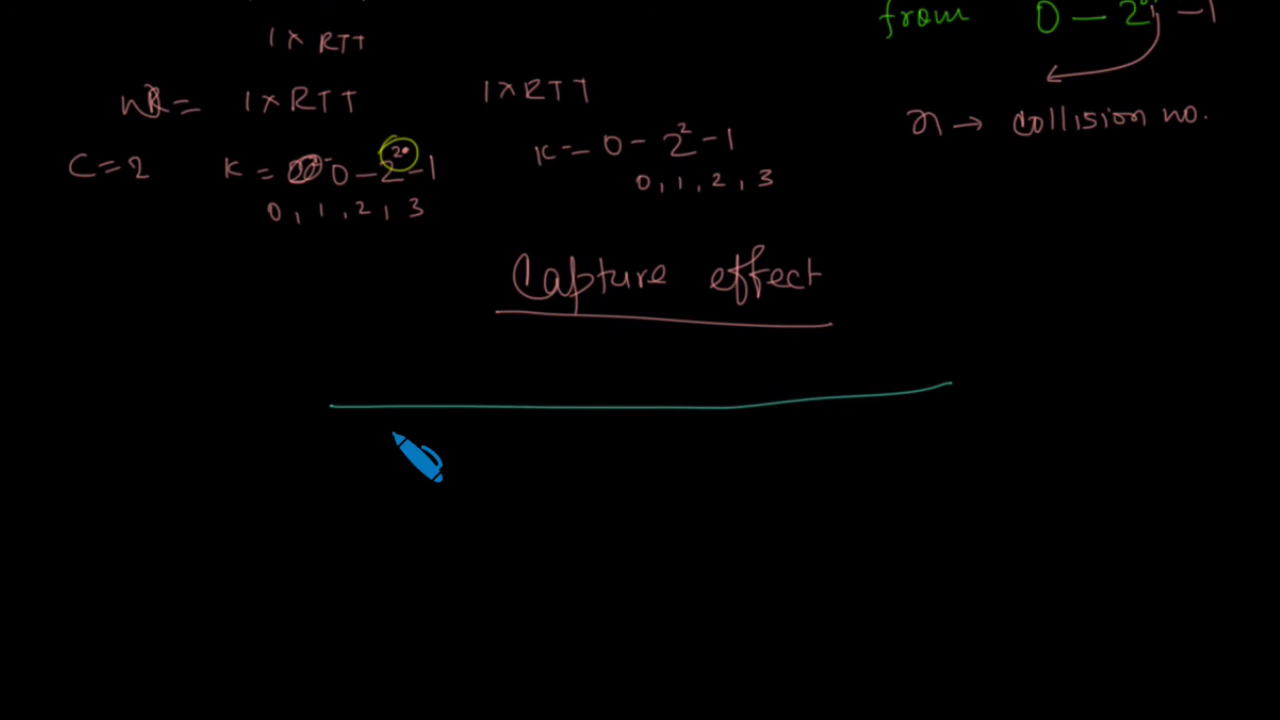 from 0 - 2ⁿ - 1
1 × RTT
= 1 × RTT
1 × RTT
n → collision no.
C = 2
K = 0 - 2² - 1
K = 0 - 2² - 1
0, 1, 2, 3
0, 1, 2, 3
Capture effect